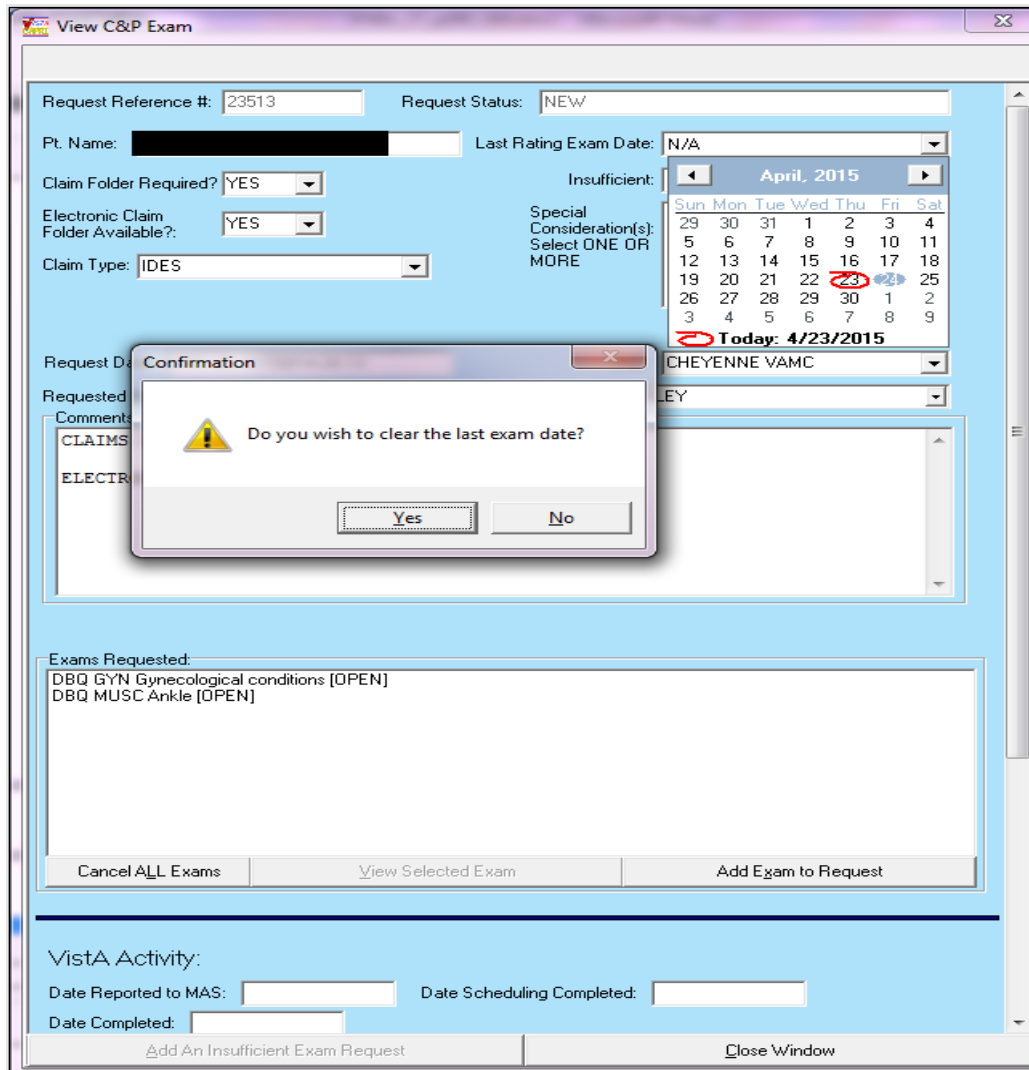 View C&P Exam
Request Reference #: 23513 Request Status: NEW
Pt. Name: Last Rating Exam Date: N/A
Claim Folder Required? YES Insufficient:
April, 2015
Sun Mon Tue Wed Thu Fri Sat
29 30 31 1 2 3 4
5 6 7 8 9 10 11
12 13 14 15 16 17 18
19 20 21 22 23 24 25
26 27 28 29 30 1 2
3 4 5 6 7 8 9
Today: 4/23/2015
Electronic Claim
Folder Available?: YES
Special
Consideration(s):
Select ONE OR
MORE
Claim Type: IDES
Request Da
CHEYENNE VAMC
Requested
LEY
Confirmation
Do you wish to clear the last exam date?
Yes No
Comments
CLAIMS
ELECTR
Exams Requested:
DBQ GYN Gynecological conditions [OPEN]
DBQ MUSC Ankle [OPEN]
Cancel ALL Exams View Selected Exam Add Exam to Request
VistA Activity:
Date Reported to MAS: Date Scheduling Completed:
Date Completed:
Add An Insufficient Exam Request Close Window